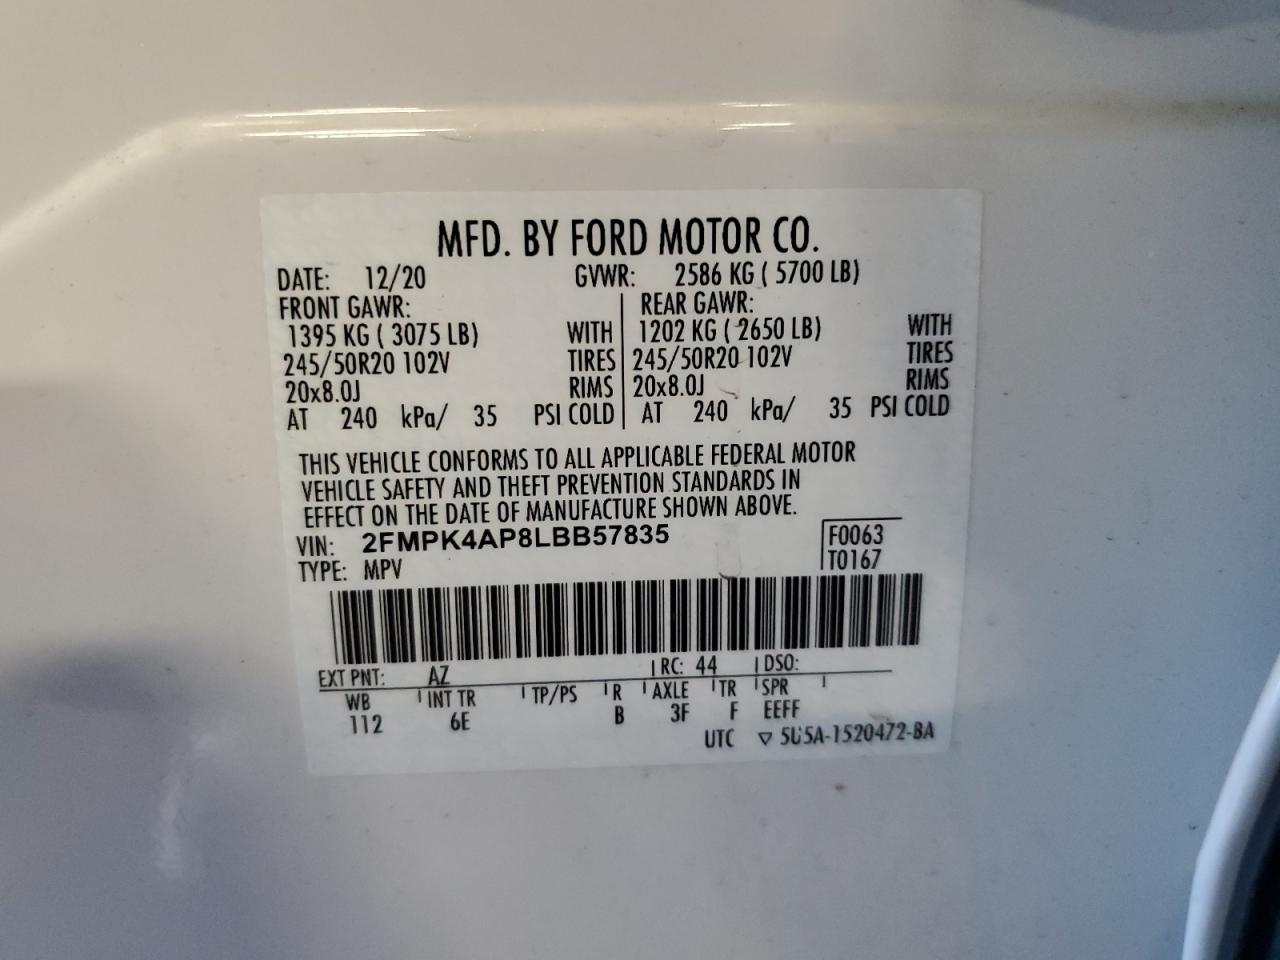 MFD. BY FORD MOTOR CO.
DATE: 12/20 GVWR: 2586 KG ( 5700 LB)
FRONT GAWR: REAR GAWR:
1395 KG ( 3075 LB) WITH 1202 KG ( 2650 LB) WITH
245/50R20 102V TIRES 245/50R20 102V TIRES
20x8.0J RIMS 20x8.0J RIMS
AT 240 kPa/ 35 PSI COLD AT 240 kPa/ 35 PSI COLD
THIS VEHICLE CONFORMS TO ALL APPLICABLE FEDERAL MOTOR
VEHICLE SAFETY AND THEFT PREVENTION STANDARDS IN
EFFECT ON THE DATE OF MANUFACTURE SHOWN ABOVE.
VIN: 2FMPK4AP8LBB57835 F0063
TYPE: MPV T0167
EXT PNT: AZ RC: 44 DSO:
WB INT TR TP/PS R AXLE TR SPR
112 6E B 3F F EEFF
UTC ▽ 5U5A-1520472-BA